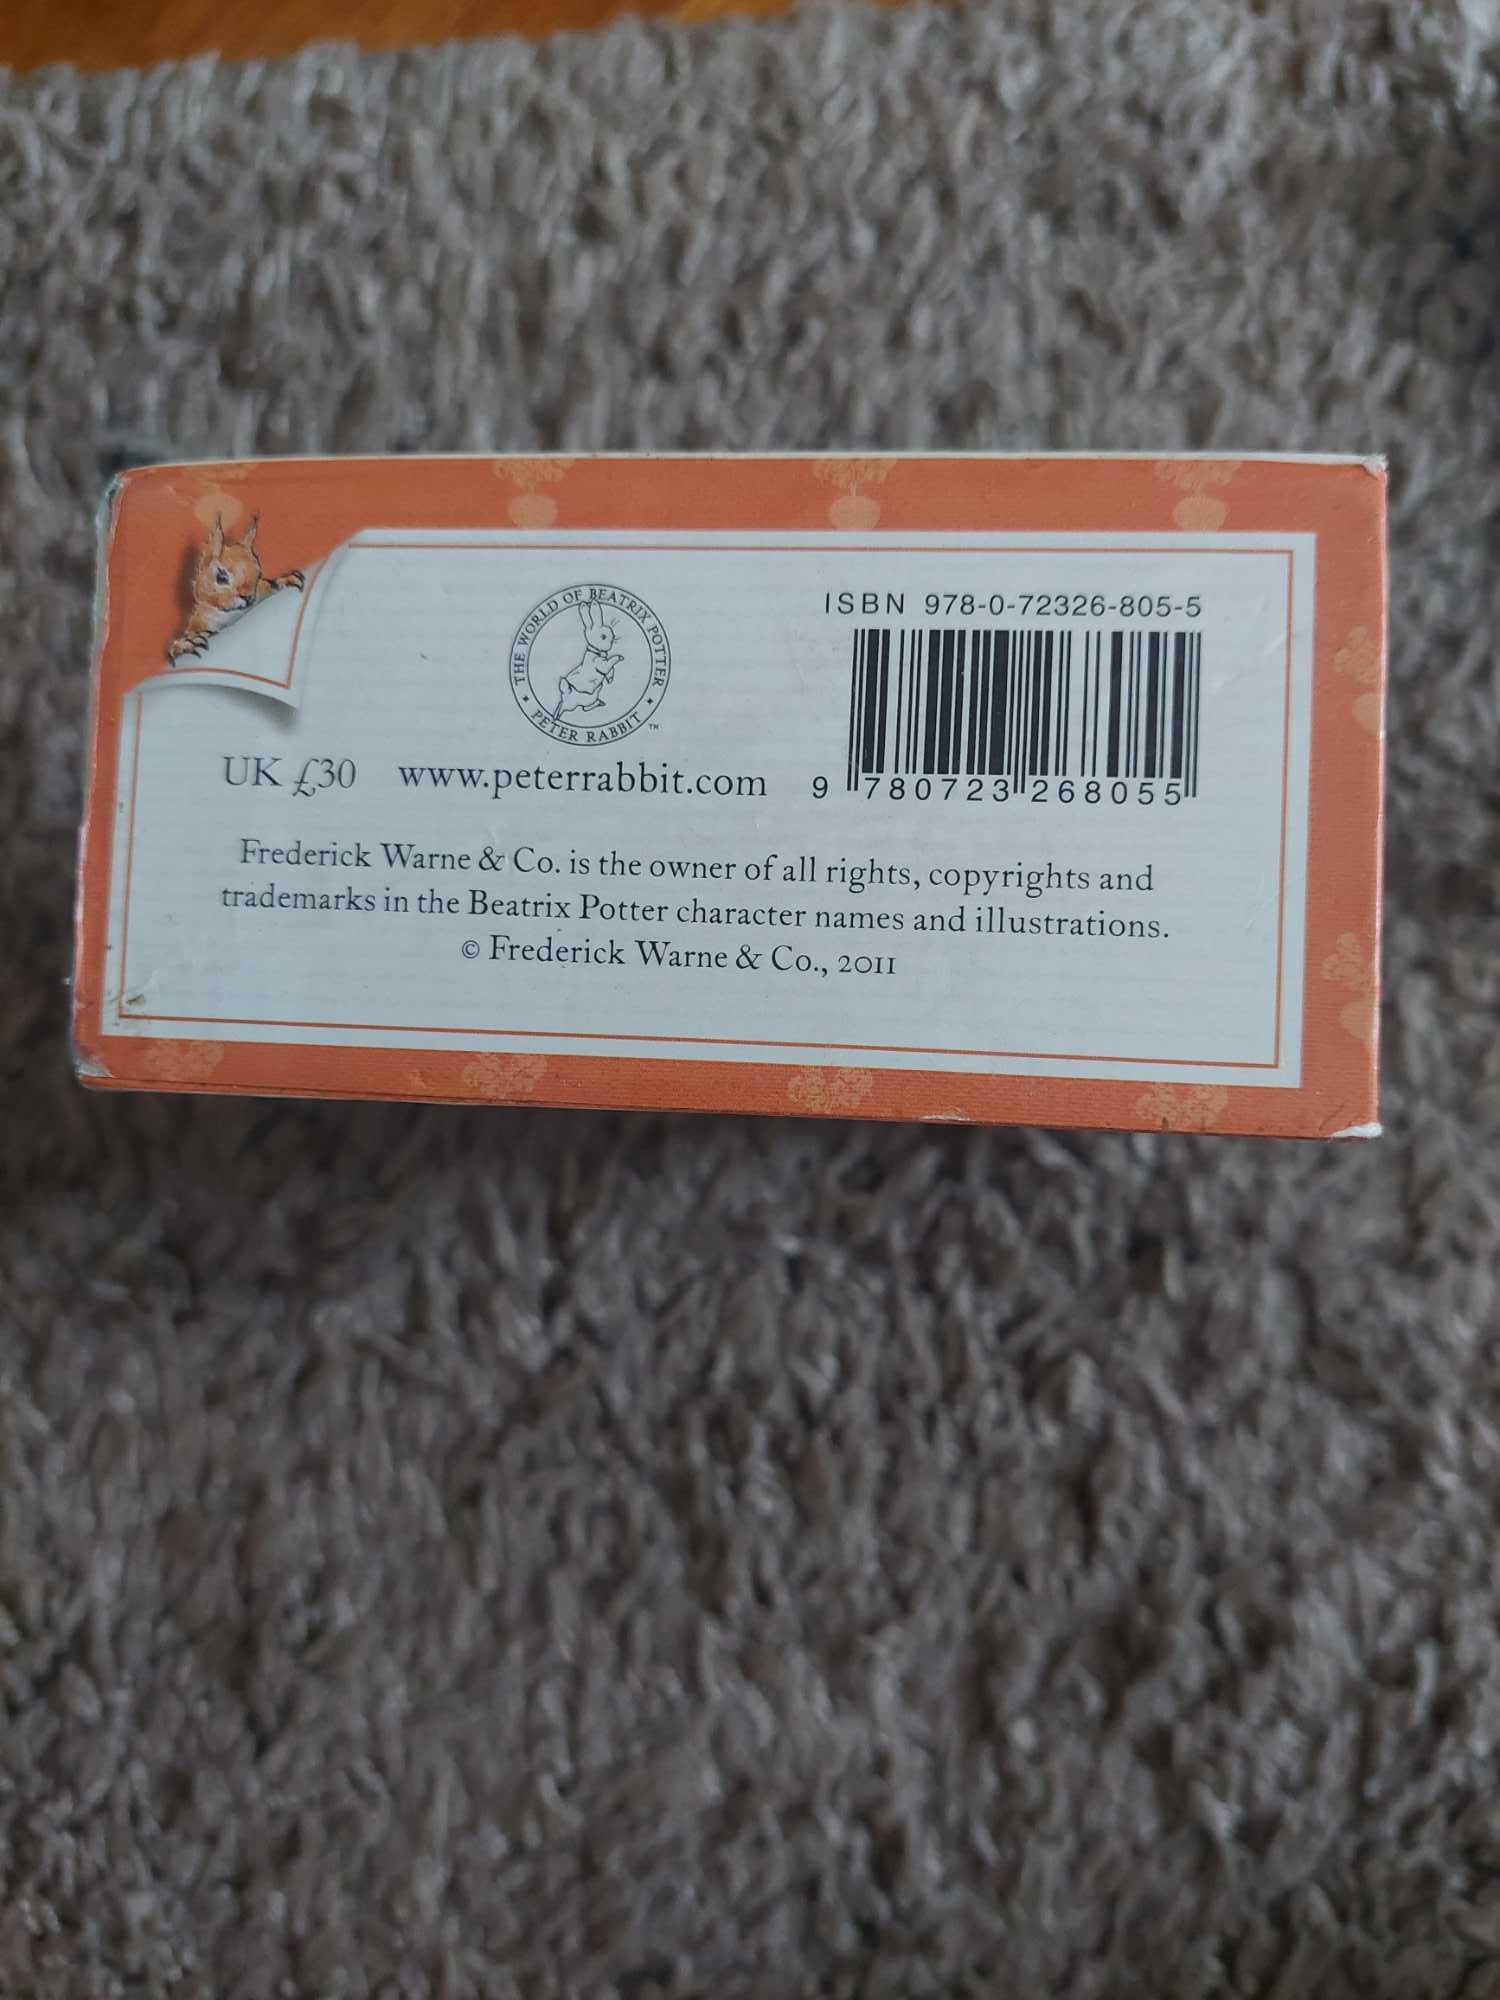 THE WORLD OF BEATRIX POTTER
PETER RABBIT ™
ISBN 978-0-72326-805-5
9 780723 268055
UK £30 www.peterrabbit.com
Frederick Warne & Co. is the owner of all rights, copyrights and
trademarks in the Beatrix Potter character names and illustrations.
© Frederick Warne & Co., 2011